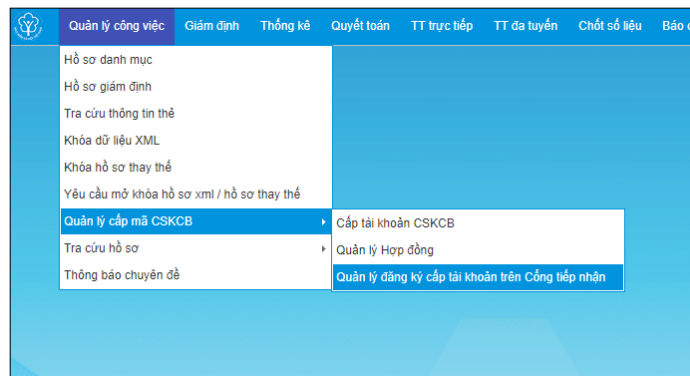 Quản lý công việc Giám định Thống kê Quyết toán TT trực tiếp TT đa tuyến Chốt số liệu Báo
Hồ sơ danh mục
Hồ sơ giám định
Tra cứu thông tin thẻ
Khóa dữ liệu XML
Khóa hồ sơ thay thế
Yêu cầu mở khóa hồ sơ xml / hồ sơ thay thế
Quản lý cấp mã CSKCB
Cấp tài khoản CSKCB
Tra cứu hồ sơ
Quản lý Hợp đồng
Thông báo chuyên đề
Quản lý đăng ký cấp tài khoản trên Cổng tiếp nhận